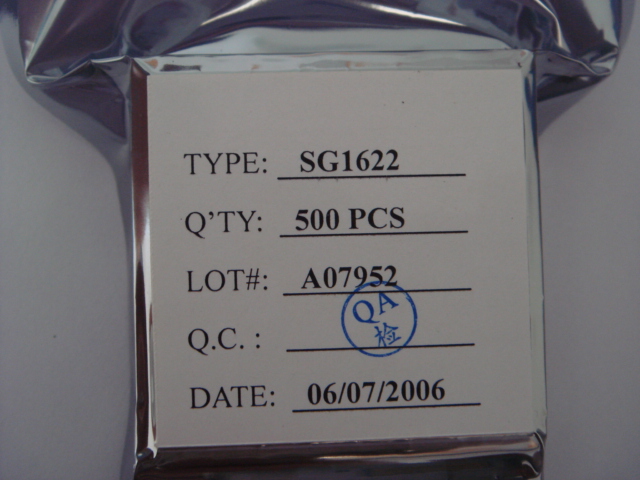 TYPE: SG1622
Q'TY: 500 PCS
LOT#: A07952
Q.C. : QA 检
DATE: 06/07/2006